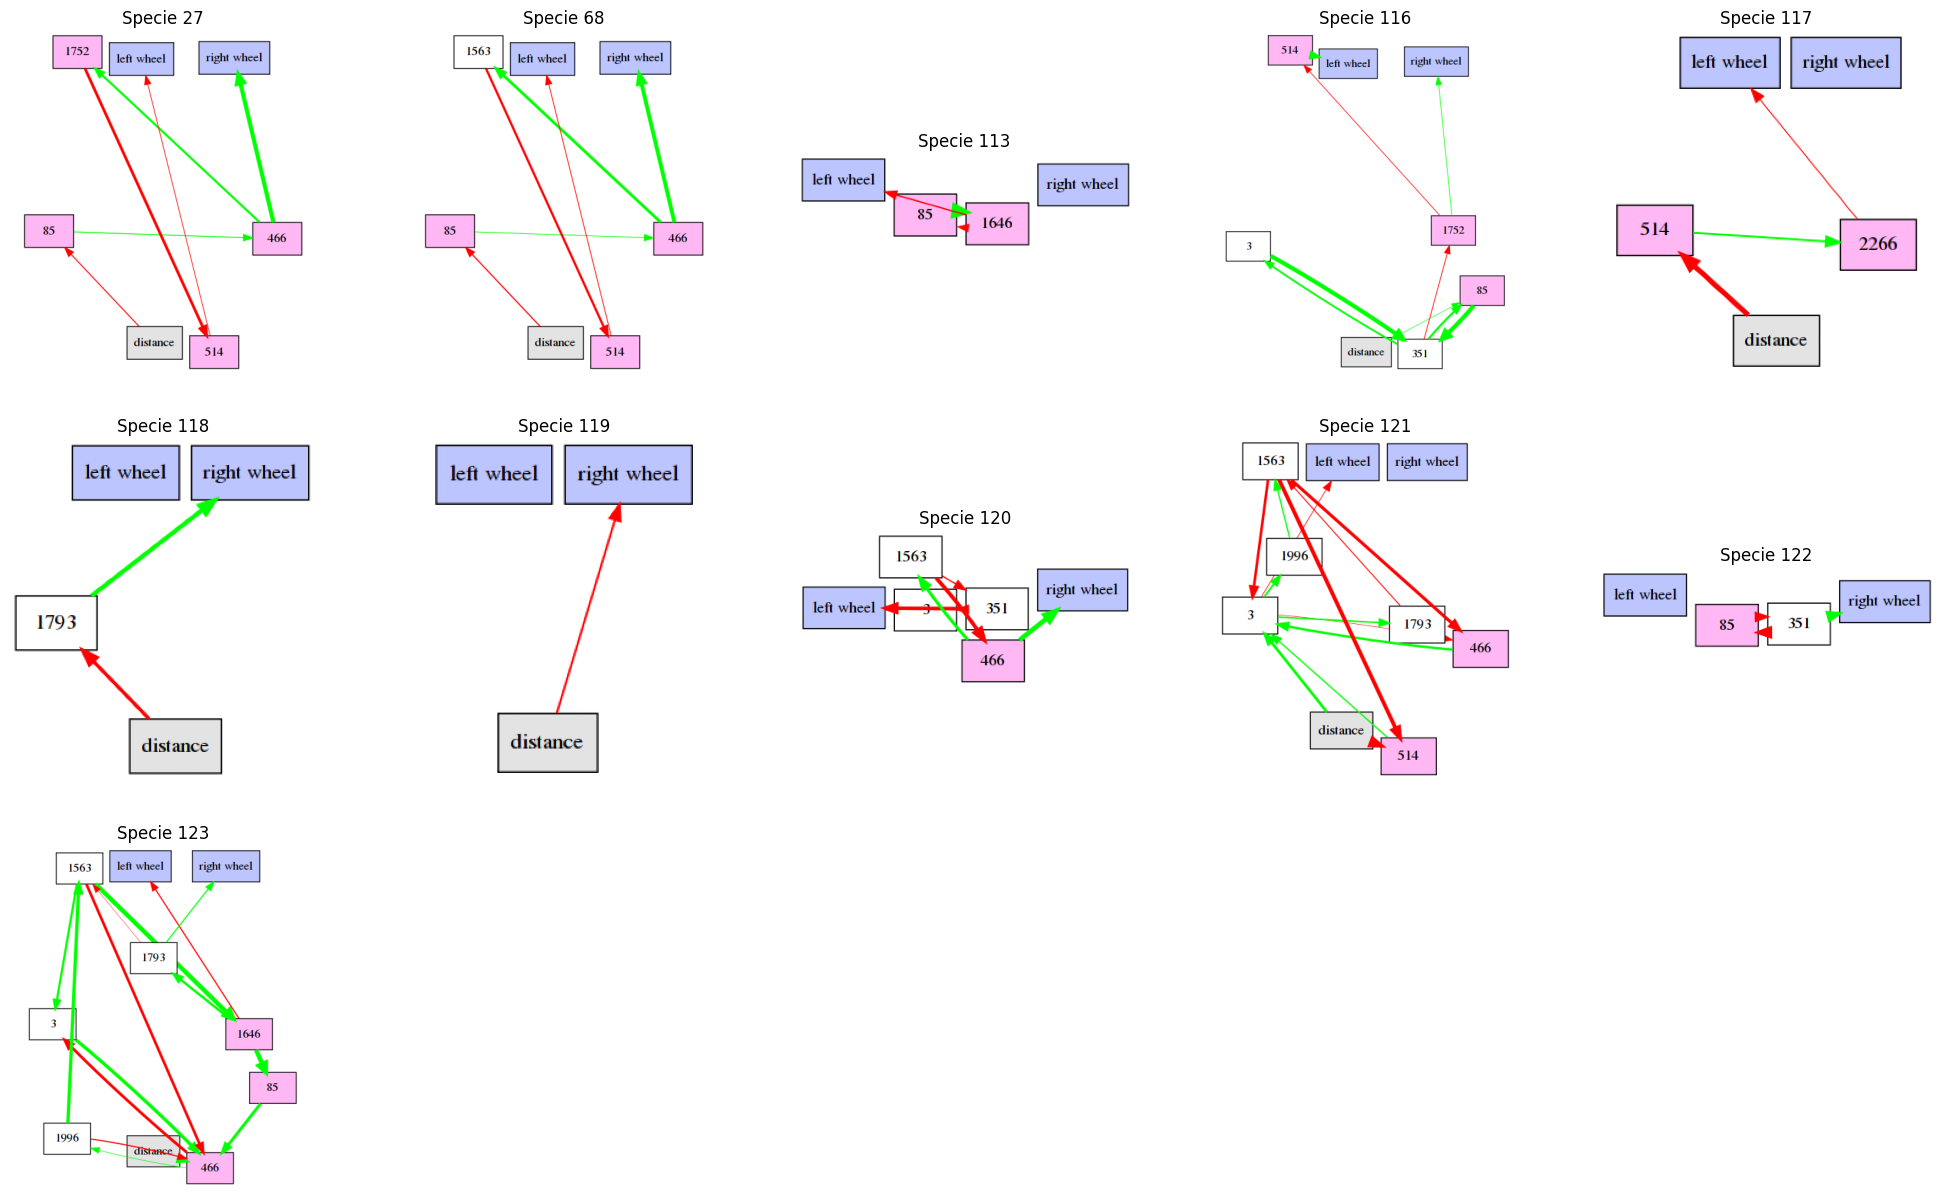 Specie 27
1752
left wheel
right wheel
85
466
distance
514
Specie 68
1563
left wheel
right wheel
85
466
distance
514
Specie 113
left wheel
right wheel
85
1646
Specie 116
514
left wheel
right wheel
1752
3
85
distance
351
Specie 117
left wheel
right wheel
514
2266
distance
Specie 118
left wheel
right wheel
1793
distance
Specie 119
left wheel
right wheel
distance
Specie 120
1563
left wheel
3
351
right wheel
466
Specie 121
1563
left wheel
right wheel
1996
3
1793
466
distance
514
Specie 122
left wheel
right wheel
85
351
Specie 123
1563
left wheel
right wheel
1793
3
1646
85
1996
distance
466